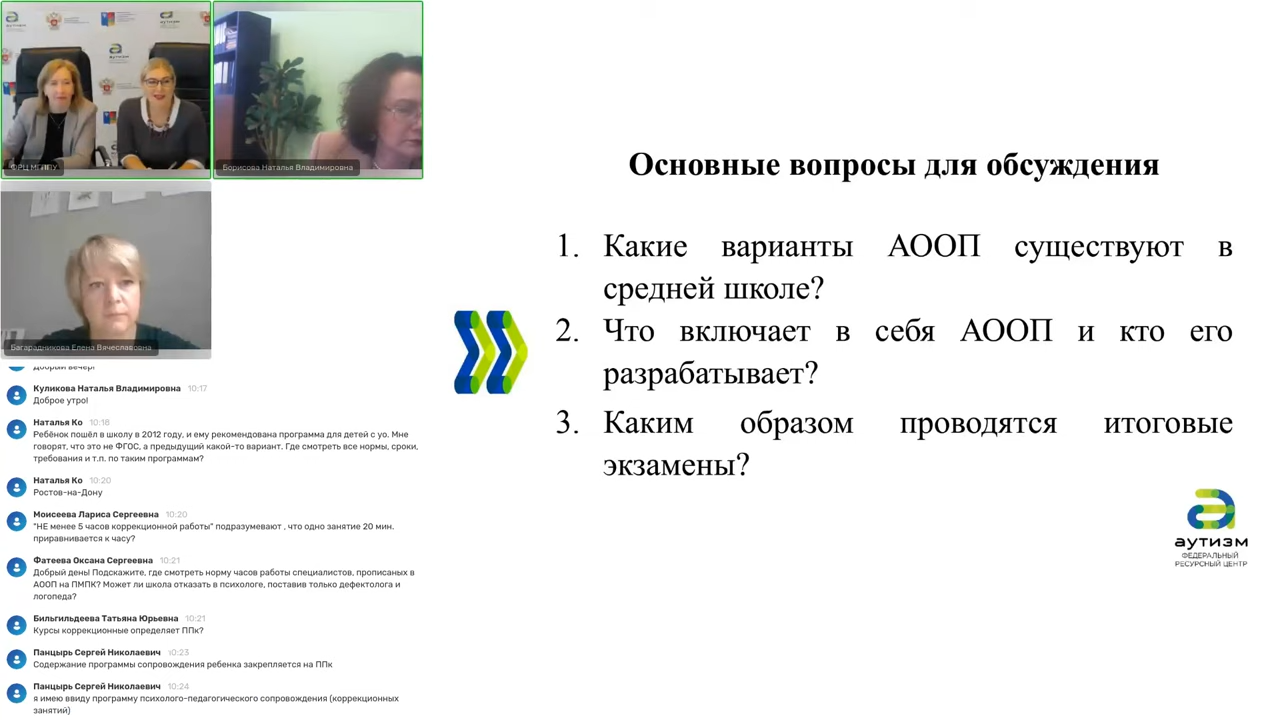 аутизм
ФРЦ МГППУ
Борисова Наталья Владимировна
Багарадникова Елена Вячеславовна
Добрый вечер!
Куликова Наталья Владимировна 10:17
Доброе утро!
Наталья Ко 10:18
Ребёнок пошёл в школу в 2012 году, и ему рекомендована программа для детей с уо. Мне
говорят, что это не ФГОС, а предыдущий какой-то вариант. Где смотреть все нормы, сроки,
требования и т.п. по таким программам?
Наталья Ко 10:20
Ростов-на-Дону
Моисеева Лариса Сергеевна 10:20
"НЕ менее 5 часов коррекционной работы" подразумевают , что одно занятие 20 мин.
приравнивается к часу?
Фатеева Оксана Сергеевна 10:21
Добрый день! Подскажите, где смотреть норму часов работы специалистов, прописаных в
АООП на ПМПК? Может ли школа отказать в психологе, поставив только дефектолога и
логопеда?
Бильгильдеева Татьяна Юрьевна 10:21
Курсы коррекционные определяет ППк?
Панцырь Сергей Николаевич 10:23
Содержание программы сопровождения ребенка закрепляется на ППк
Панцырь Сергей Николаевич 10:24
я имею ввиду программу психолого-педагогического сопровождения (коррекционных
занятий)
Основные вопросы для обсуждения
1. Какие варианты АООП существуют в
средней школе?
2. Что включает в себя АООП и кто его
разрабатывает?
3. Каким образом проводятся итоговые
экзамены?
аутизм
ФЕДЕРАЛЬНЫЙ
РЕСУРСНЫЙ ЦЕНТР